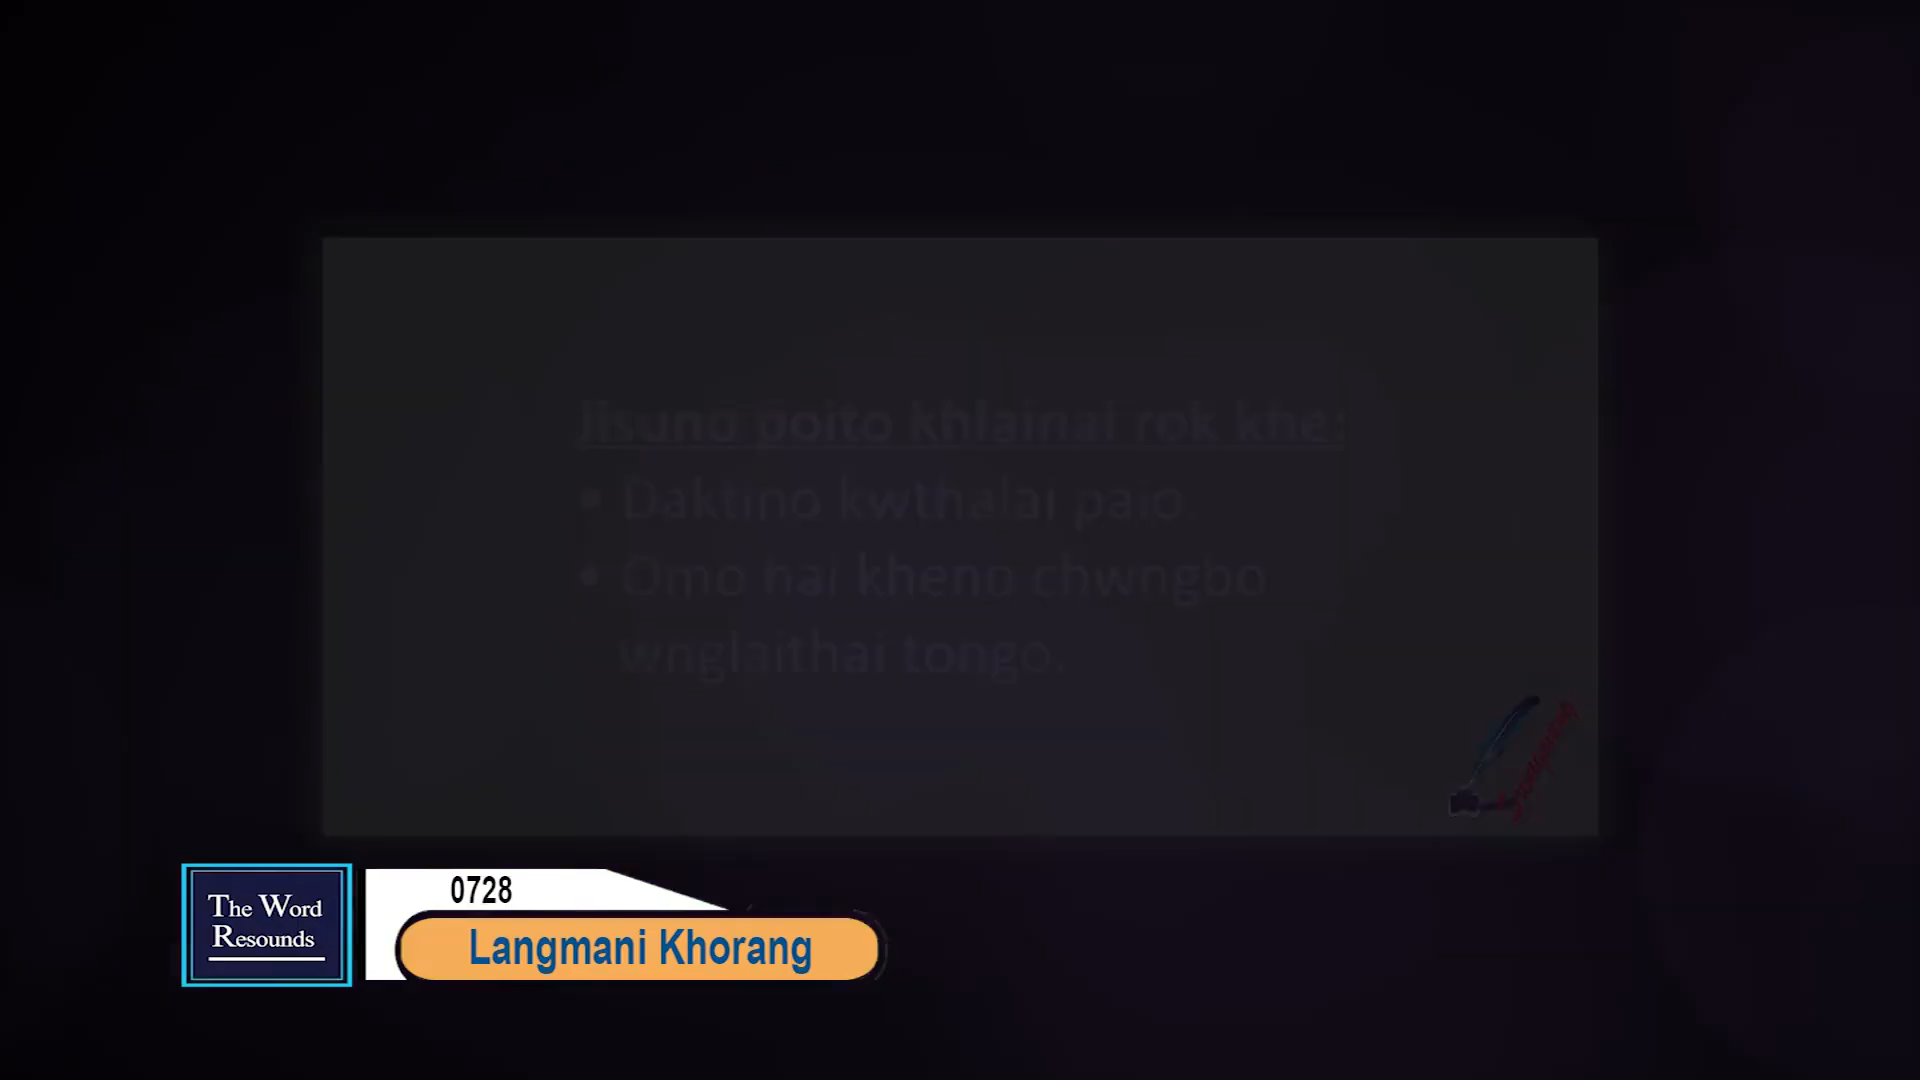 Jisuno poito khlainai rok khe:
• Daktino kwthalai paio.
• Omo hai kheno chwngbo
wnglaithai tongo.
The Word
Resounds
0728
Langmani Khorang